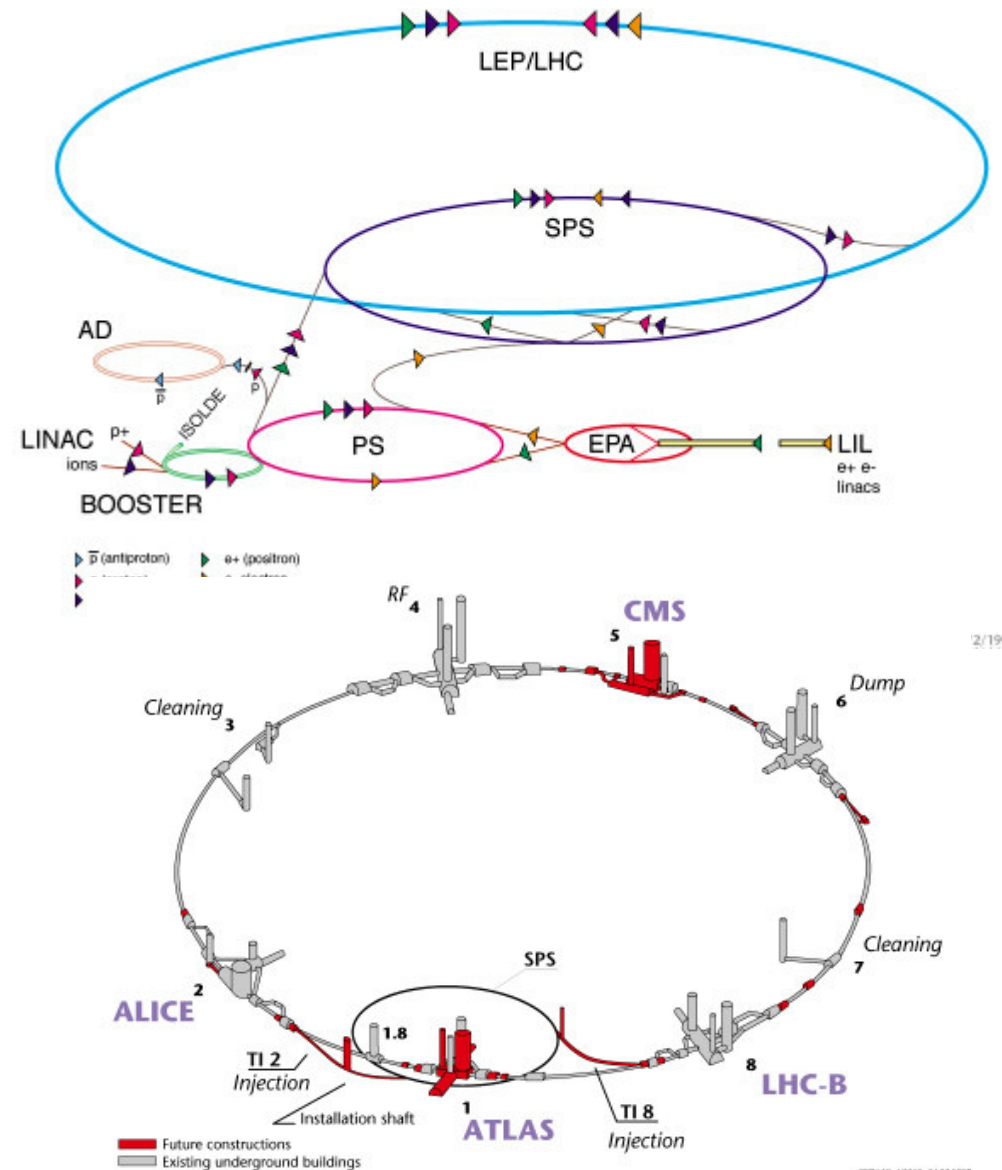 LEP/LHC
SPS
AD
p̅
p
ISOLDE
LINAC
p+
ions
BOOSTER
PS
EPA
LIL
e+ e-
linacs
p̅ (antiproton)
e+ (positron)
RF
4
CMS
5
2/199
Cleaning
3
6
Dump
Cleaning
7
SPS
ALICE
2
1.8
TI 2
Injection
Installation shaft
1
ATLAS
TI 8
Injection
8
LHC-B
Future constructions
Existing underground buildings